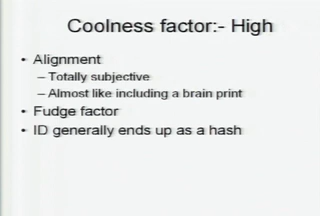 Coolness factor:- High
• Alignment
– Totally subjective
– Almost like including a brain print
• Fudge factor
• ID generally ends up as a hash